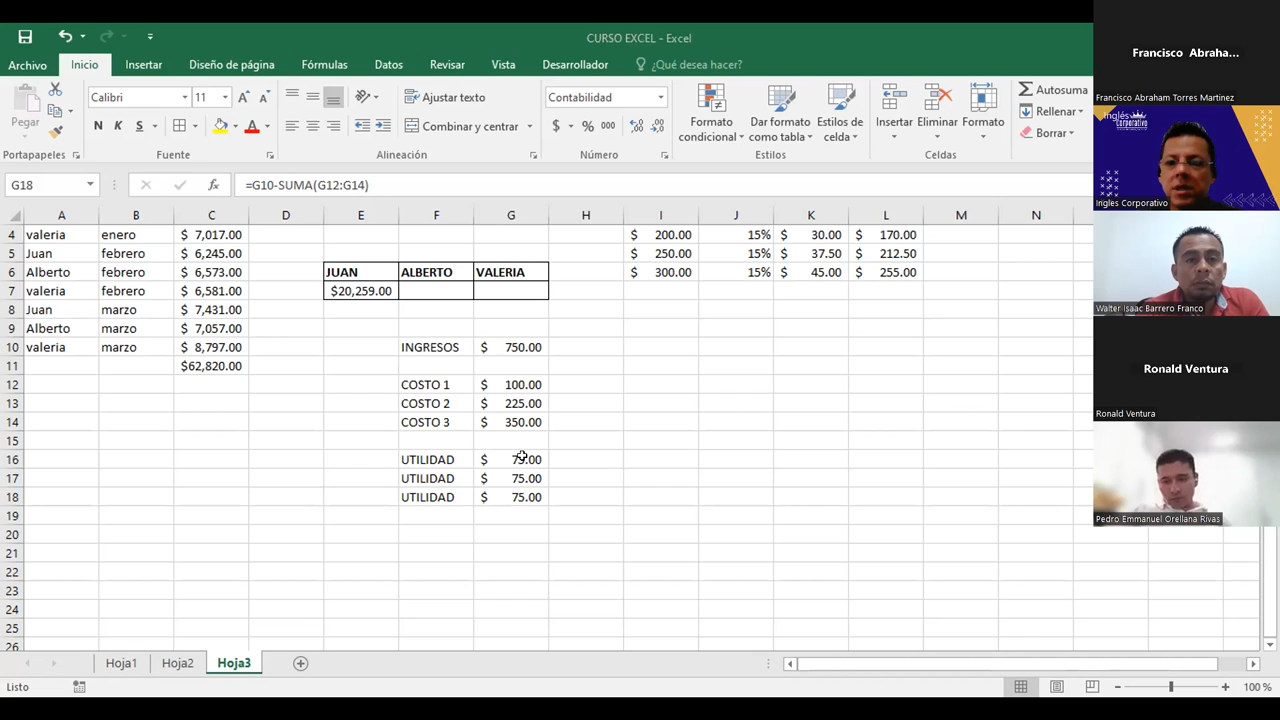 CURSO EXCEL - Excel
Archivo Inicio Insertar Diseño de página Fórmulas Datos Revisar Vista Desarrollador ¿Qué desea hacer?
Pegar
Calibri 11
N K S
Ajustar texto
Combinar y centrar
Contabilidad
$ % 000
Formato condicional
Dar formato como tabla
Estilos de celda
Insertar Eliminar Formato
Autosuma
Rellenar
Borrar
Portapapeles Fuente Alineación Número Estilos Celdas
G18 fx =G10-SUMA(G12:G14)
A B C D E F G H I J K L M N
4 valeria enero $ 7,017.00 $ 200.00 15% $ 30.00 $ 170.00
5 Juan febrero $ 6,245.00 $ 250.00 15% $ 37.50 $ 212.50
6 Alberto febrero $ 6,573.00 JUAN ALBERTO VALERIA $ 300.00 15% $ 45.00 $ 255.00
7 valeria febrero $ 6,581.00 $20,259.00
8 Juan marzo $ 7,431.00
9 Alberto marzo $ 7,057.00
10 valeria marzo $ 8,797.00 INGRESOS $ 750.00
11 $62,820.00
12 COSTO 1 $ 100.00
13 COSTO 2 $ 225.00
14 COSTO 3 $ 350.00
15
16 UTILIDAD $ 75.00
17 UTILIDAD $ 75.00
18 UTILIDAD $ 75.00
19
20
21
22
23
24
25
26
Hoja1 Hoja2 Hoja3
Listo
100 %
Francisco Abraha...
Francisco Abraham Torres Martinez
Inglés Corporativo
Ingles Corporativo
Walter Isaac Barrero Franco
Ronald Ventura
Ronald Ventura
Pedro Emmanuel Orellana Rivas